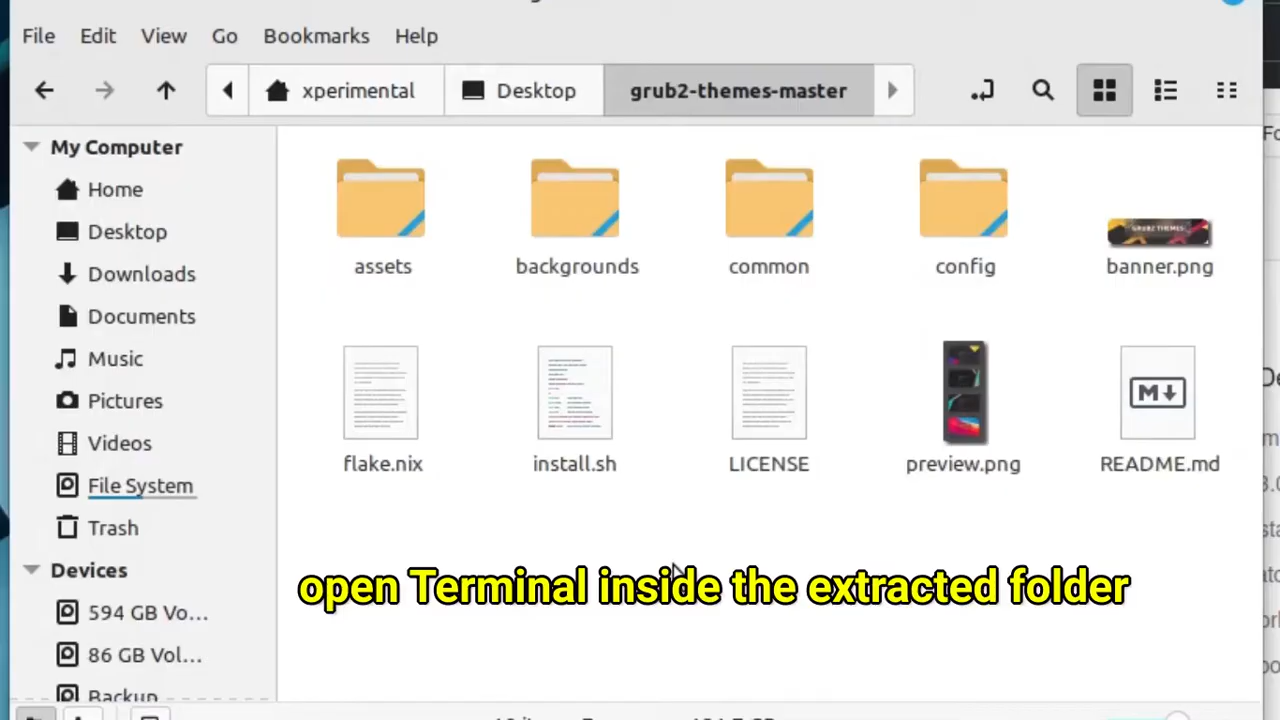 File Edit View Go Bookmarks Help
xperimental Desktop grub2-themes-master
My Computer
Home
Desktop
Downloads
Documents
Music
Pictures
Videos
File System
Trash
Devices
594 GB Vo...
86 GB Vol...
Backup
assets backgrounds common config banner.png
GRUB2 THEMES
flake.nix install.sh LICENSE preview.png README.md
M
open Terminal inside the extracted folder